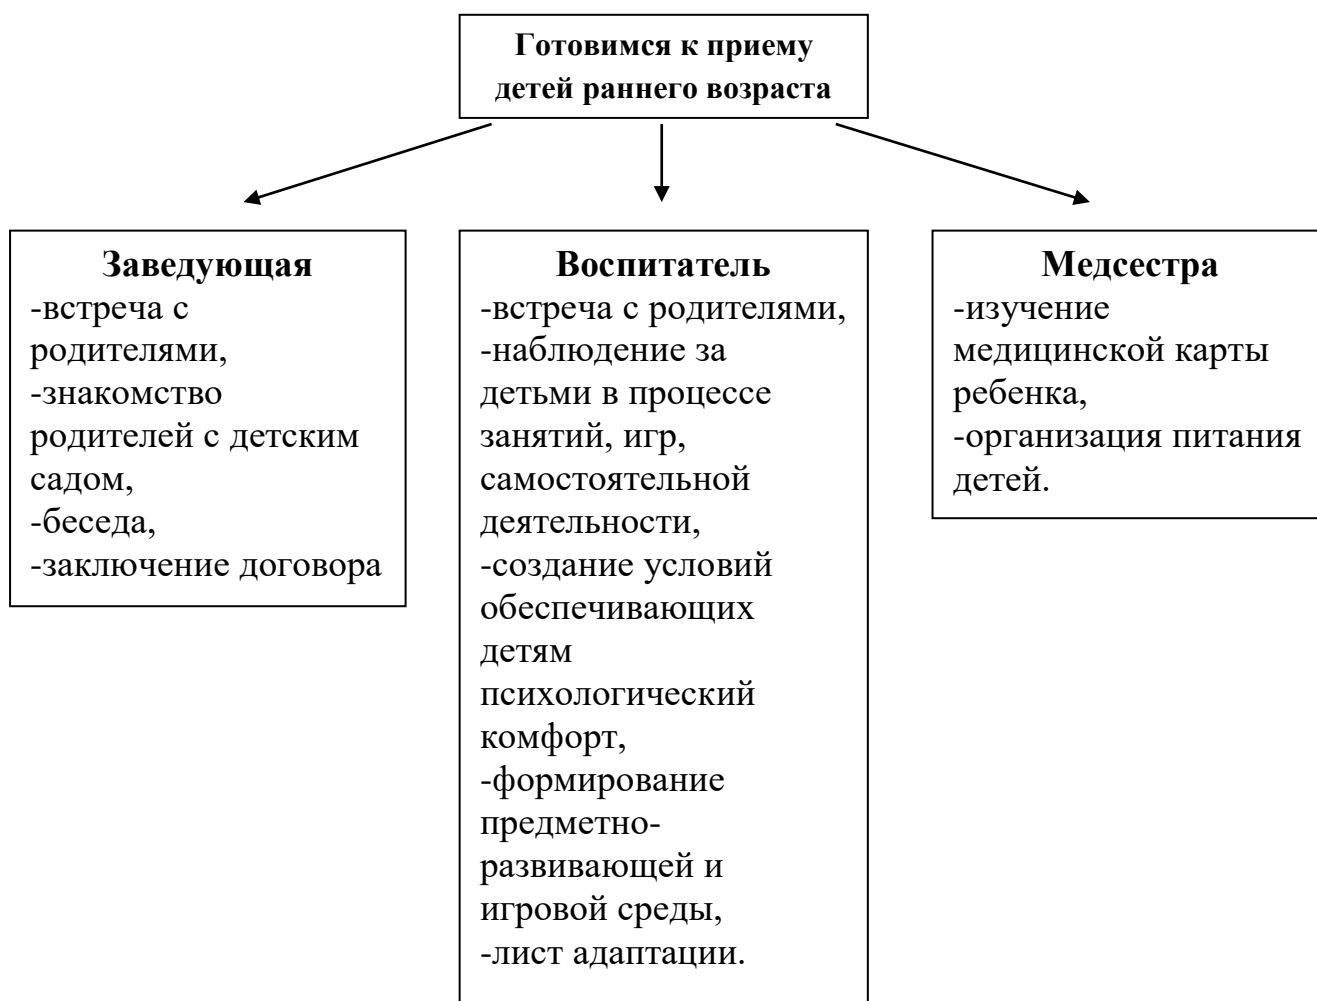 Готовимся к приему
детей раннего возраста
Заведующая
-встреча с
родителями,
-знакомство
родителей с детским
садом,
-беседа,
-заключение договора
Воспитатель
-встреча с родителями,
-наблюдение за
детьми в процессе
занятий, игр,
самостоятельной
деятельности,
-создание условий
обеспечивающих
детям
психологический
комфорт,
-формирование
предметно-
развивающей и
игровой среды,
-лист адаптации.
Медсестра
-изучение
медицинской карты
ребенка,
-организация питания
детей.